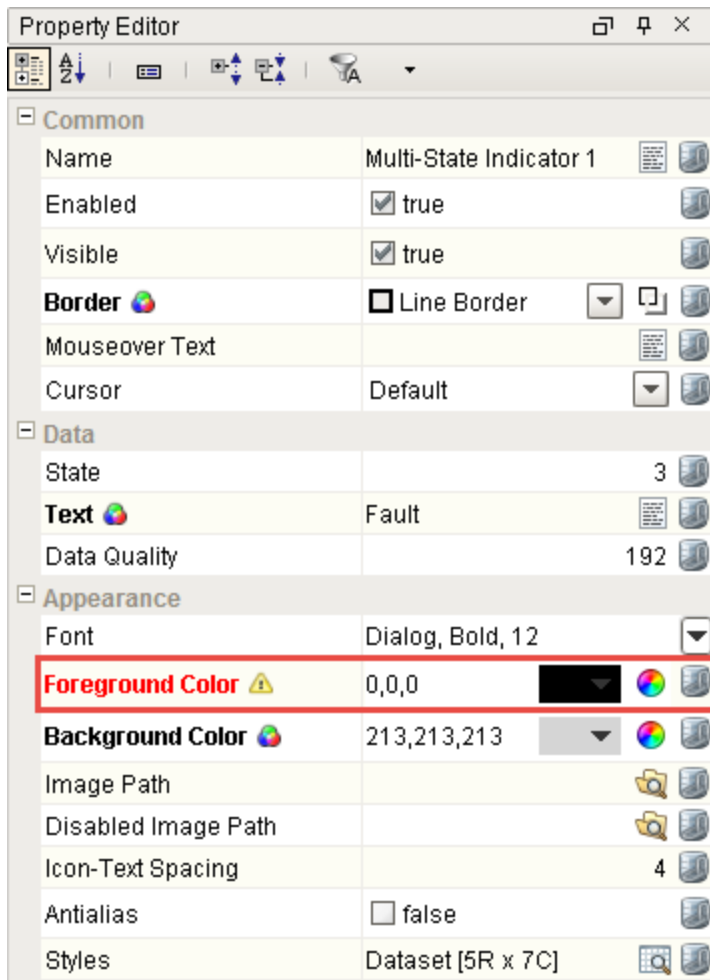 Property Editor
Common
Name Multi-State Indicator 1
Enabled true
Visible true
Border Line Border
Mouseover Text
Cursor Default
Data
State 3
Text Fault
Data Quality 192
Appearance
Font Dialog, Bold, 12
Foreground Color 0,0,0
Background Color 213,213,213
Image Path
Disabled Image Path
Icon-Text Spacing 4
Antialias false
Styles Dataset [5R x 7C]